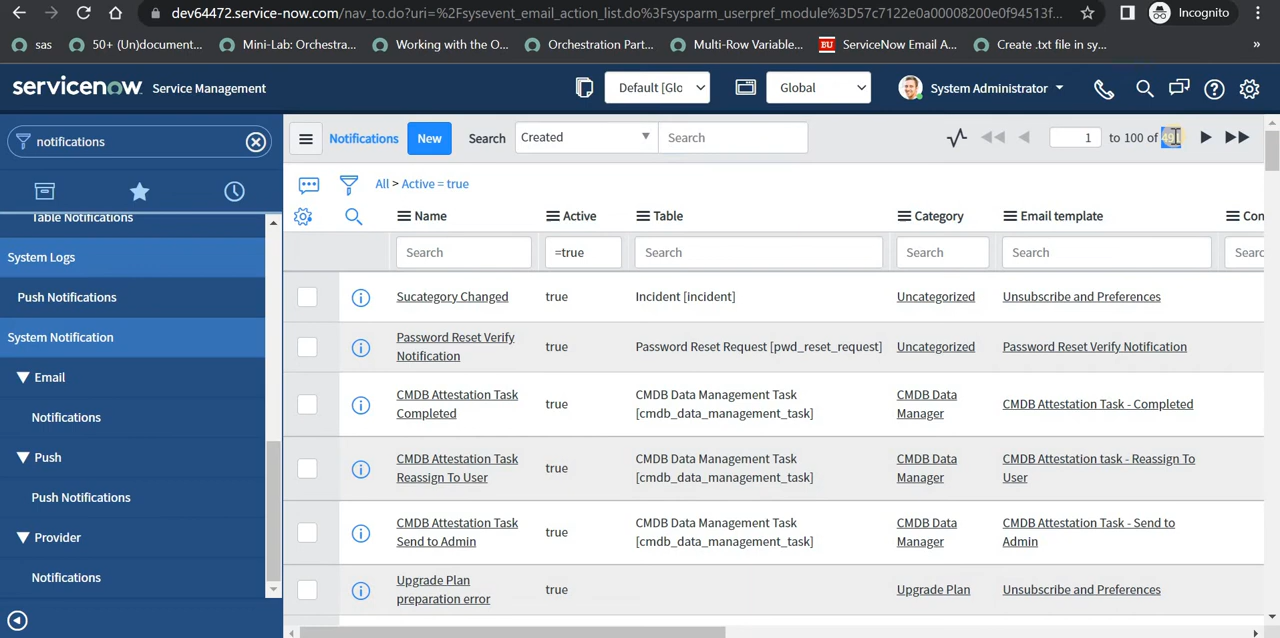 dev64472.service-now.com/nav_to.do?uri=%2Fsysevent_email_action_list.do%3Fsysparm_userpref_module%3D57c7122e0a00008200e0f94513f... Incognito
sas 50+ (Un)document... Mini-Lab: Orchestra... Working with the O... Orchestration Part... Multi-Row Variable... BU ServiceNow Email A... Create .txt file in sy... »
servicenow. Service Management Default [Glc Global System Administrator
notifications
Notifications New Search Created Search 1 to 100 of
All > Active = true
Name Active Table Category Email template Con
Search =true Search Search Search Searc
Table Notifications
System Logs
Push Notifications
System Notification
Email
Notifications
Push
Push Notifications
Provider
Notifications
Sucategory Changed true Incident [incident] Uncategorized Unsubscribe and Preferences
Password Reset Verify
Notification
true Password Reset Request [pwd_reset_request] Uncategorized Password Reset Verify Notification
CMDB Attestation Task
Completed
true
CMDB Data Management Task
[cmdb_data_management_task]
CMDB Data
Manager
CMDB Attestation Task - Completed
CMDB Attestation Task
Reassign To User
true
CMDB Data Management Task
[cmdb_data_management_task]
CMDB Data
Manager
CMDB Attestation task - Reassign To
User
CMDB Attestation Task
Send to Admin
true
CMDB Data Management Task
[cmdb_data_management_task]
CMDB Data
Manager
CMDB Attestation Task - Send to
Admin
Upgrade Plan
preparation error
true Upgrade Plan Unsubscribe and Preferences